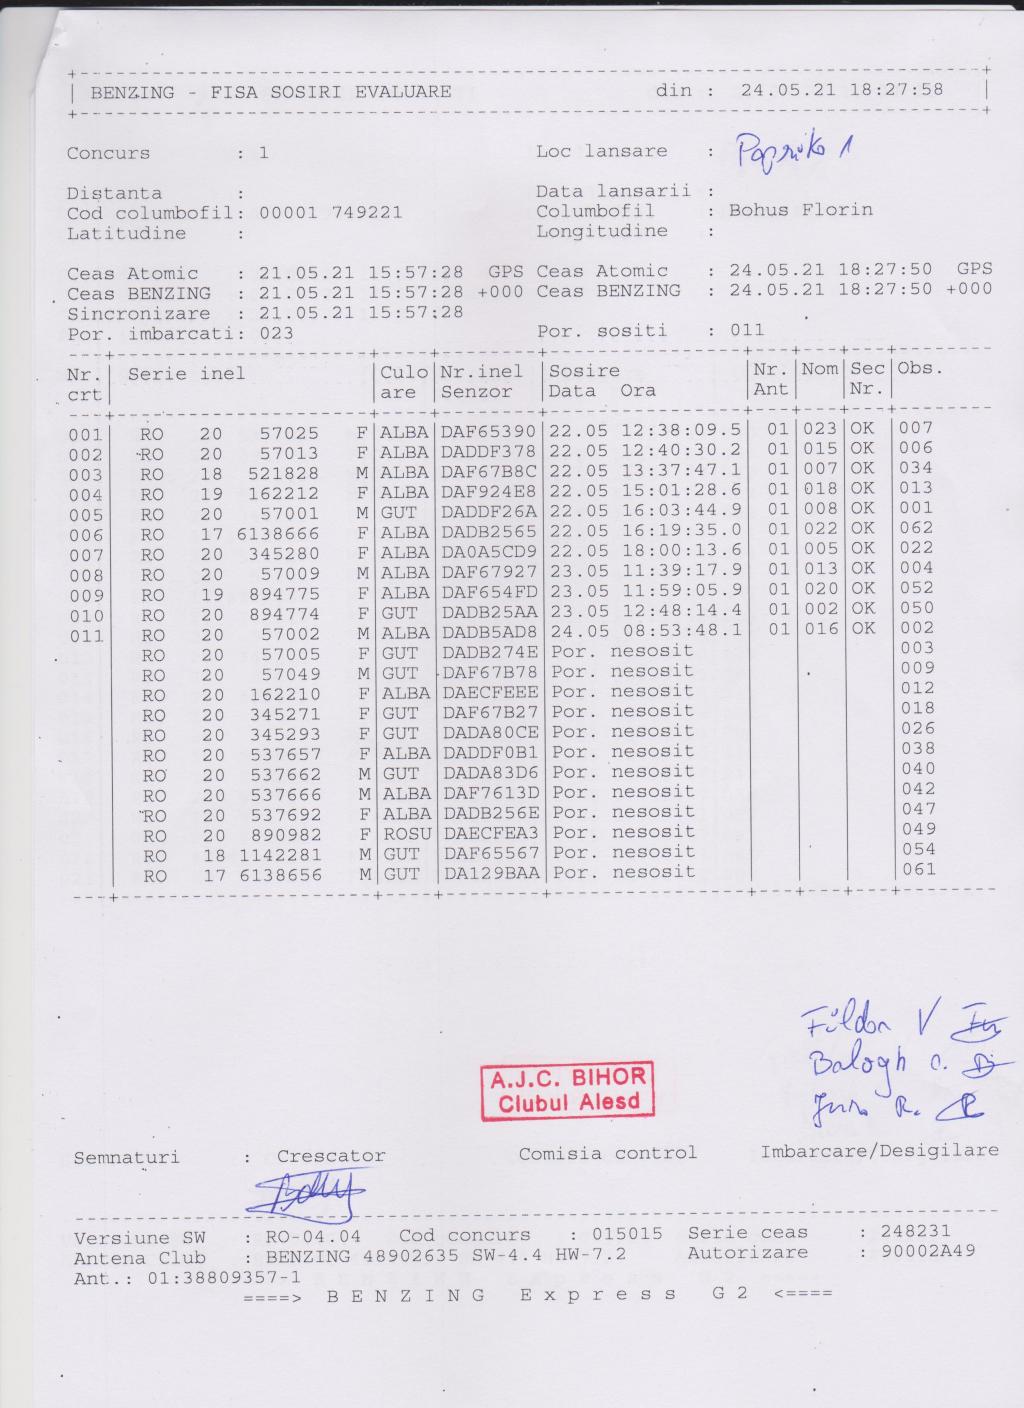 BENZING - FISA SOSIRI EVALUARE din : 24.05.21 18:27:58
Concurs : 1 Loc lansare :
Distanta : Data lansarii :
Cod columbofil: 00001 749221 Columbofil : Bohus Florin
Latitudine : Longitudine :
Ceas Atomic : 21.05.21 15:57:28 GPS Ceas Atomic : 24.05.21 18:27:50 GPS
Ceas BENZING : 21.05.21 15:57:28 +000 Ceas BENZING : 24.05.21 18:27:50 +000
Sincronizare : 21.05.21 15:57:28
Por. imbarcati: 023 Por. sositi : 011
Nr. Serie inel Culo Nr.inel Sosire Nr. Nom Sec Obs.
crt are Senzor Data Ora Ant Nr.
001 RO 20 57025 F ALBA DAF65390 22.05 12:38:09.5 01 023 OK 007
002 RO 20 57013 F ALBA DADDF378 22.05 12:40:30.2 01 015 OK 006
003 RO 18 521828 M ALBA DAF67B8C 22.05 13:37:47.1 01 007 OK 034
004 RO 19 162212 F ALBA DAF924E8 22.05 15:01:28.6 01 018 OK 013
005 RO 20 57001 M GUT DADDF26A 22.05 16:03:44.9 01 008 OK 001
006 RO 17 6138666 F ALBA DADB2565 22.05 16:19:35.0 01 022 OK 062
007 RO 20 345280 F ALBA DA0A5CD9 22.05 18:00:13.6 01 005 OK 022
008 RO 20 57009 M ALBA DAF67927 23.05 11:39:17.9 01 013 OK 004
009 RO 19 894775 F ALBA DAF654FD 23.05 11:59:05.9 01 020 OK 052
010 RO 20 894774 F GUT DADB25AA 23.05 12:48:14.4 01 002 OK 050
011 RO 20 57002 M ALBA DADB5AD8 24.05 08:53:48.1 01 016 OK 002
RO 20 57005 F GUT DADB274E Por. nesosit 003
RO 20 57049 M GUT DAF67B78 Por. nesosit 009
RO 20 162210 F ALBA DAECFEEE Por. nesosit 012
RO 20 345271 F GUT DAF67B27 Por. nesosit 018
RO 20 345293 F GUT DADA80CE Por. nesosit 026
RO 20 537657 F ALBA DADDF0B1 Por. nesosit 038
RO 20 537662 M GUT DADA83D6 Por. nesosit 040
RO 20 537666 M ALBA DAF7613D Por. nesosit 042
RO 20 537692 F ALBA DADB256E Por. nesosit 047
RO 20 890982 F ROSU DAECFEA3 Por. nesosit 049
RO 18 1142281 M GUT DAF65567 Por. nesosit 054
RO 17 6138656 M GUT DA129BAA Por. nesosit 061
V
Balogh
R.
A.J.C. BIHOR
Clubul Alesd
Semnaturi : Crescator Comisia control Imbarcare/Desigilare
Versiune SW : RO-04.04 Cod concurs : 015015 Serie ceas : 248231
Antena Club : BENZING 48902635 SW-4.4 HW-7.2 Autorizare : 90002A49
Ant.: 01:38809357-1
====> B E N Z I N G E x p r e s s G 2 <====